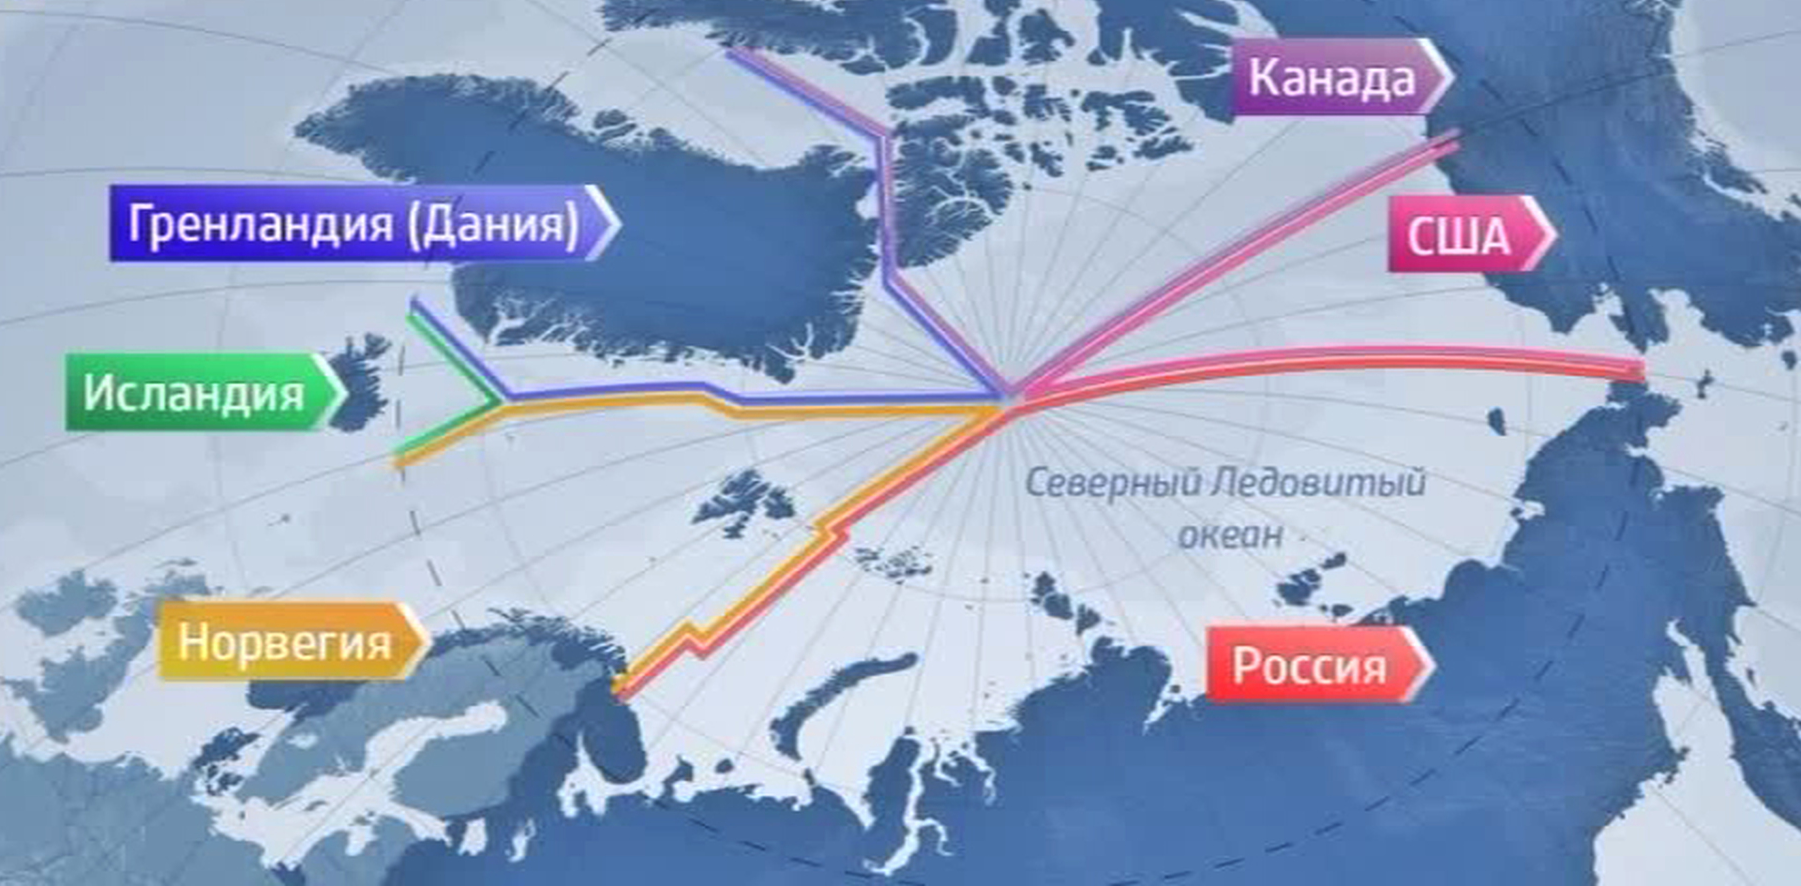 Канада
Гренландия (Дания)
США
Исландия
Северный Ледовитый
океан
Норвегия
Россия